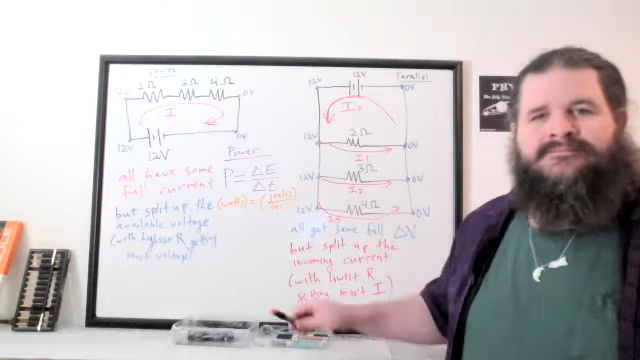 Series
2Ω 3Ω 4Ω
12V 0V
I
12V 0V
12V
all have same
full current
but split up the
available voltage
(with highest R getting
most voltage)
Power
P = ΔE / Δt
(watts) = (joules / sec)
Parallel
12V
12V 0V
I₀
2Ω
I₁
12V 3Ω
I₂
12V 4Ω 0V
I₃
all get same full ΔV
but split up the
incoming current
(with lowest R
getting most I)
PHY